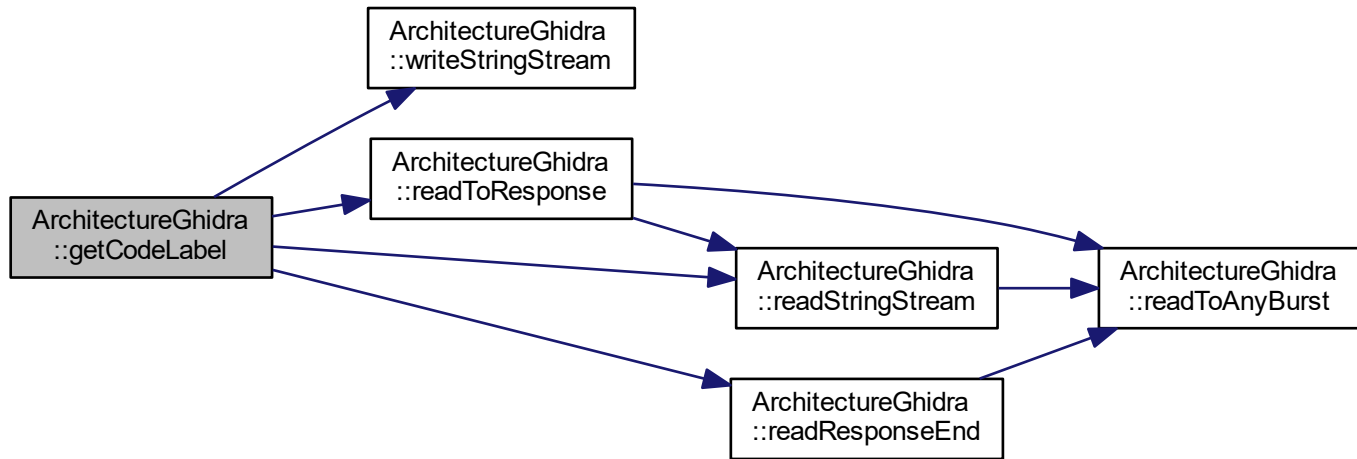 ArchitectureGhidra
::writeStringStream
ArchitectureGhidra
::readToResponse
ArchitectureGhidra
::getCodeLabel
ArchitectureGhidra
::readStringStream
ArchitectureGhidra
::readToAnyBurst
ArchitectureGhidra
::readResponseEnd